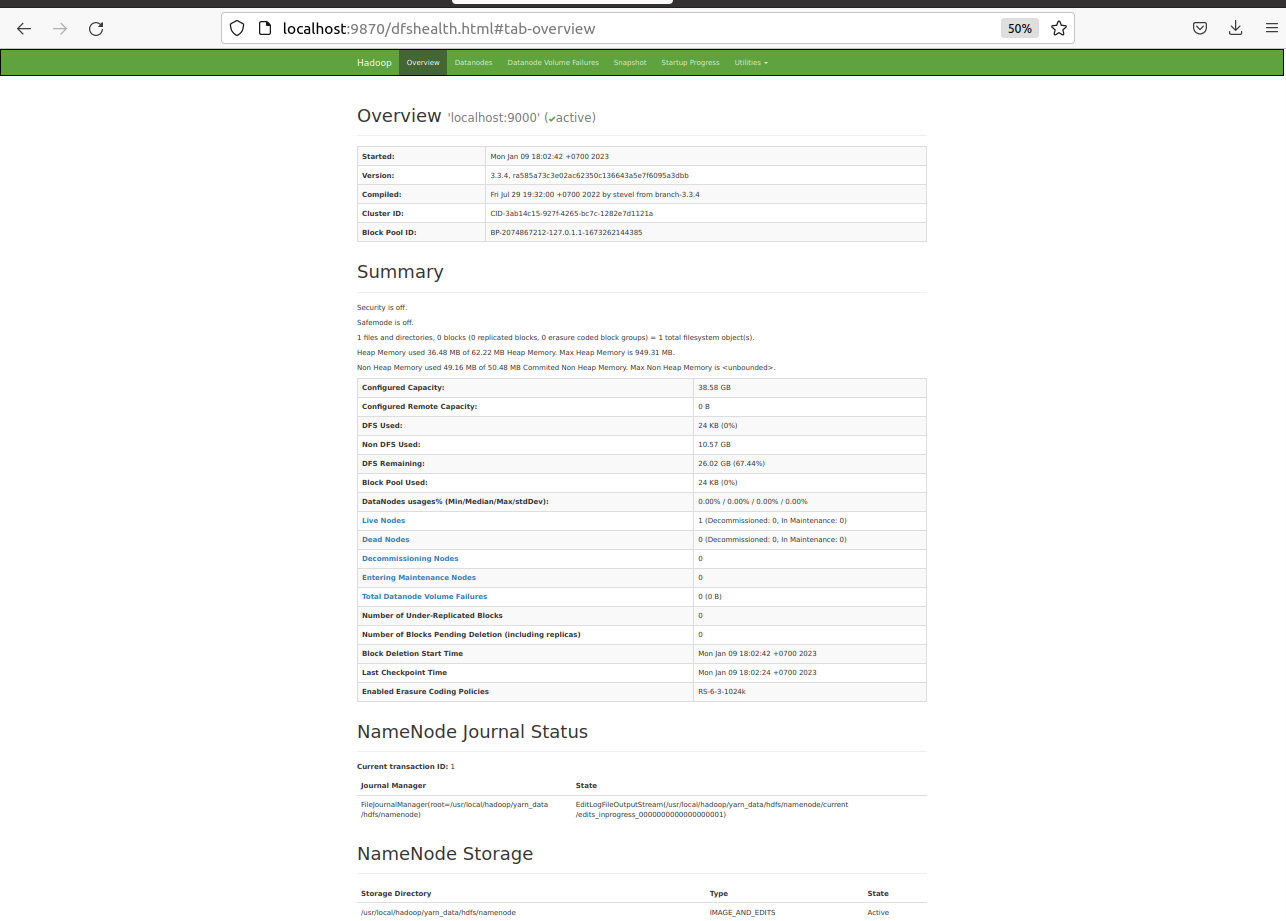 localhost:9870/dfshealth.html#tab-overview 50%
Hadoop Overview Datanodes Datanode Volume Failures Snapshot Startup Progress Utilities
Overview 'localhost:9000' (✔active)
Started: Mon Jan 09 18:02:42 +0700 2023
Version: 3.3.4, ra585a73c3e02ac62350c136643a5e7f6095a3dbb
Compiled: Fri Jul 29 19:32:00 +0700 2022 by stevel from branch-3.3.4
Cluster ID: CID-3ab14c15-927f-4265-bc7c-1282e7d1121a
Block Pool ID: BP-2074867212-127.0.1.1-1673262144385
Summary
Security is off.
Safemode is off.
1 files and directories, 0 blocks (0 replicated blocks, 0 erasure coded block groups) = 1 total filesystem object(s).
Heap Memory used 36.48 MB of 62.22 MB Heap Memory. Max Heap Memory is 949.31 MB.
Non Heap Memory used 49.16 MB of 50.48 MB Commited Non Heap Memory. Max Non Heap Memory is <unbounded>.
Configured Capacity: 38.58 GB
Configured Remote Capacity: 0 B
DFS Used: 24 KB (0%)
Non DFS Used: 10.57 GB
DFS Remaining: 26.02 GB (67.44%)
Block Pool Used: 24 KB (0%)
DataNodes usages% (Min/Median/Max/stdDev): 0.00% / 0.00% / 0.00% / 0.00%
Live Nodes 1 (Decommissioned: 0, In Maintenance: 0)
Dead Nodes 0 (Decommissioned: 0, In Maintenance: 0)
Decommissioning Nodes 0
Entering Maintenance Nodes 0
Total Datanode Volume Failures 0 (0 B)
Number of Under-Replicated Blocks 0
Number of Blocks Pending Deletion (including replicas) 0
Block Deletion Start Time Mon Jan 09 18:02:42 +0700 2023
Last Checkpoint Time Mon Jan 09 18:02:24 +0700 2023
Enabled Erasure Coding Policies RS-6-3-1024k
NameNode Journal Status
Current transaction ID: 1
Journal Manager State
FileJournalManager(root=/usr/local/hadoop/yarn_data EditLogFileOutputStream(/usr/local/hadoop/yarn_data/hdfs/namenode/current
/hdfs/namenode) /edits_inprogress_0000000000000000001)
NameNode Storage
Storage Directory Type State
/usr/local/hadoop/yarn_data/hdfs/namenode IMAGE_AND_EDITS Active